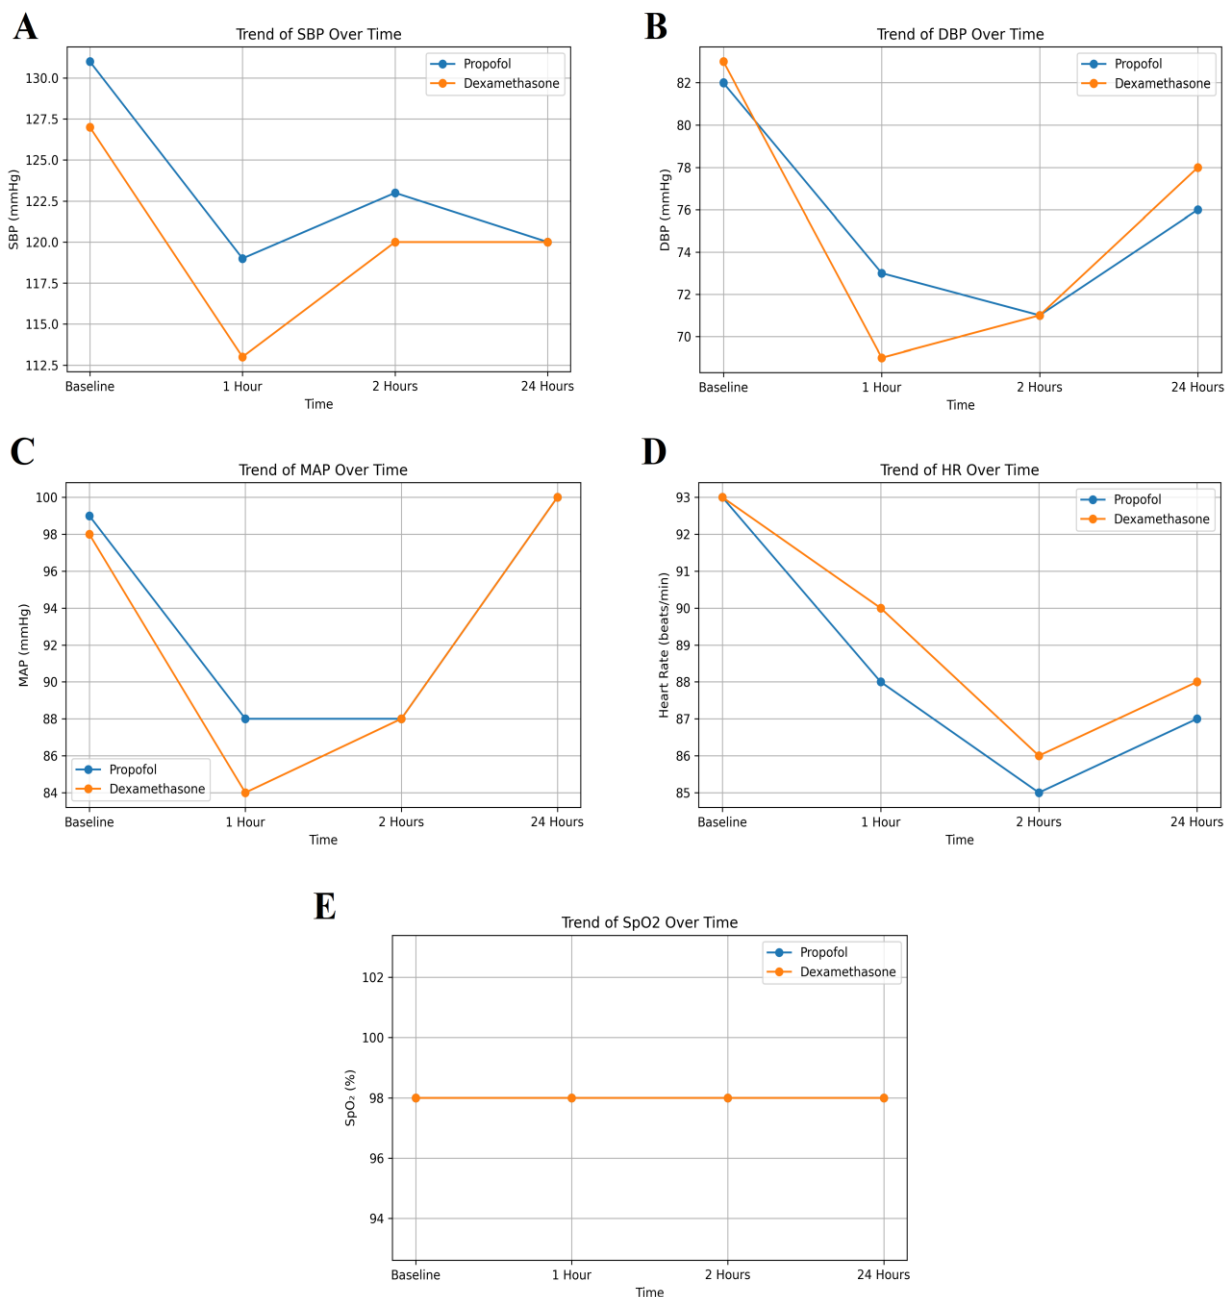 A
Trend of SBP Over Time
Propofol
Dexamethasone
130.0
127.5
125.0
122.5
120.0
117.5
115.0
112.5
SBP (mmHg)
Baseline
1 Hour
2 Hours
24 Hours
Time
B
Trend of DBP Over Time
Propofol
Dexamethasone
82
80
78
76
74
72
70
DBP (mmHg)
Baseline
1 Hour
2 Hours
24 Hours
Time
C
Trend of MAP Over Time
100
98
96
94
92
90
88
86
84
MAP (mmHg)
Propofol
Dexamethasone
Baseline
1 Hour
2 Hours
24 Hours
Time
D
Trend of HR Over Time
Propofol
Dexamethasone
93
92
91
90
89
88
87
86
85
Heart Rate (beats/min)
Baseline
1 Hour
2 Hours
24 Hours
Time
E
Trend of SpO2 Over Time
Propofol
Dexamethasone
102
100
98
96
94
SpO₂ (%)
Baseline
1 Hour
2 Hours
24 Hours
Time